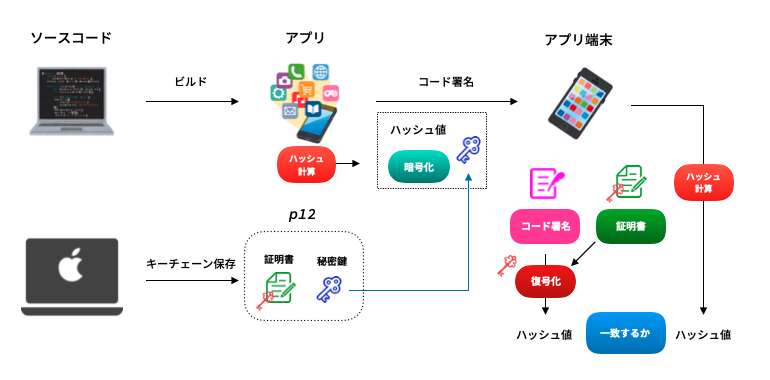 ソースコード
アプリ
アプリ端末
ビルド
コード署名
ハッシュ値
暗号化
ハッシュ
計算
ハッシュ
計算
コード署名
証明書
p12
証明書
秘密鍵
キーチェーン保存
復号化
ハッシュ値
一致するか
ハッシュ値